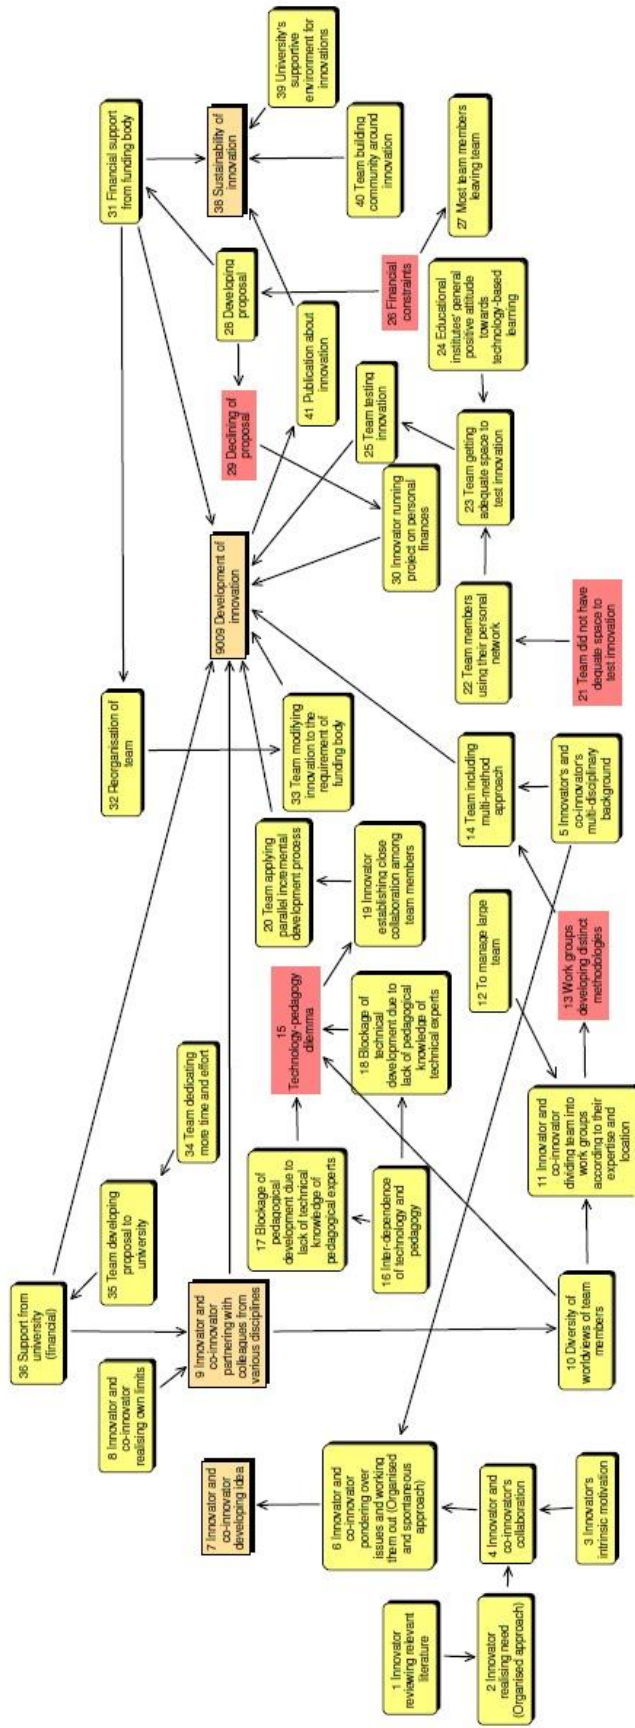 1 Innovator
reviewing relevant
literature
2 Innovator
realising need
(Organised approach)
3 Innovator's
intrinsic motivation
4 Innovator and
co-innovator's
collaboration
5 Innovator's and
co-innovator's
multi-disciplinary
background
6 Innovator and
co-innovator
pondering over
issues and working
them out (Organised
and spontaneous
approach)
7 Innovator and
co-innovator
developing idea
8 Innovator and
co-innovator
realising own limits
9 Innovator and
co-innovator
partnering with
colleagues from
various disciplines
10 Diversity of
worldviews of team
members
11 Innovator and
co-innovator
dividing team into
work groups
according to their
expertise and
location
12 To manage large
team
13 Work groups
developing distinct
methodologies
14 Team including
multi-method
approach
15
Technology-pedagogy
dilemma
16 Inter-dependence
of technology and
pedagogy
17 Blockage of
pedagogical
development due to
lack of technical
knowledge of
pedagogical experts
18 Blockage of
technical
development due to
lack of pedagogical
knowledge of
technical experts
19 Innovator
establishing close
collaboration among
team members
20 Team applying
parallel incremental
development process
21 Team did not have
dequate space to
test innovation
22 Team members
using their personal
network
23 Team getting
adequate space to
test innovation
24 Educational
institutes' general
positive attitude
towards
technology-based
learning
25 Team testing
innovation
26 Financial
constraints
27 Most team members
leaving team
28 Developing
proposal
29 Declining of
proposal
30 Innovator running
project on personal
finances
31 Financial support
from funding body
32 Reorganisation of
team
33 Team modifying
innovation to the
requirement of
funding body
34 Team dedicating
more time and effort
35 Team developing
proposal to
university
36 Support from
university
(financial)
9009 Development of
innovation
38 Sustainability of
innovation
39 University's
supportive
environment for
innovations
40 Team building
community around
innovation
41 Publication about
innovation